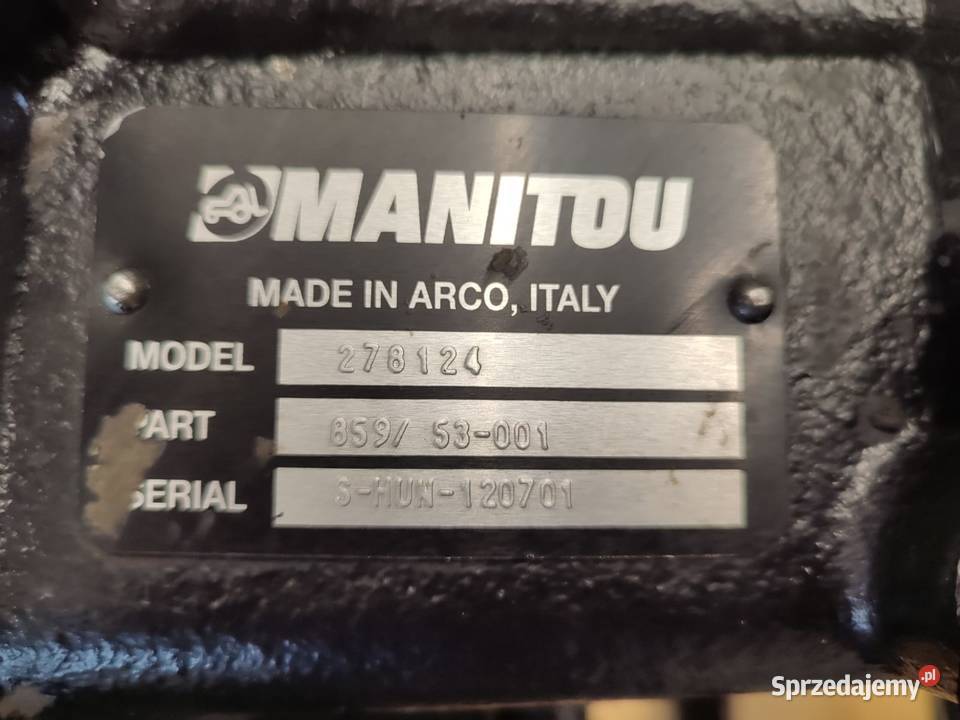 MANITOU
MADE IN ARCO, ITALY
MODEL 278124
PART 859/ 53-001
SERIAL S-HUN-120701
Sprzedajemy.pl